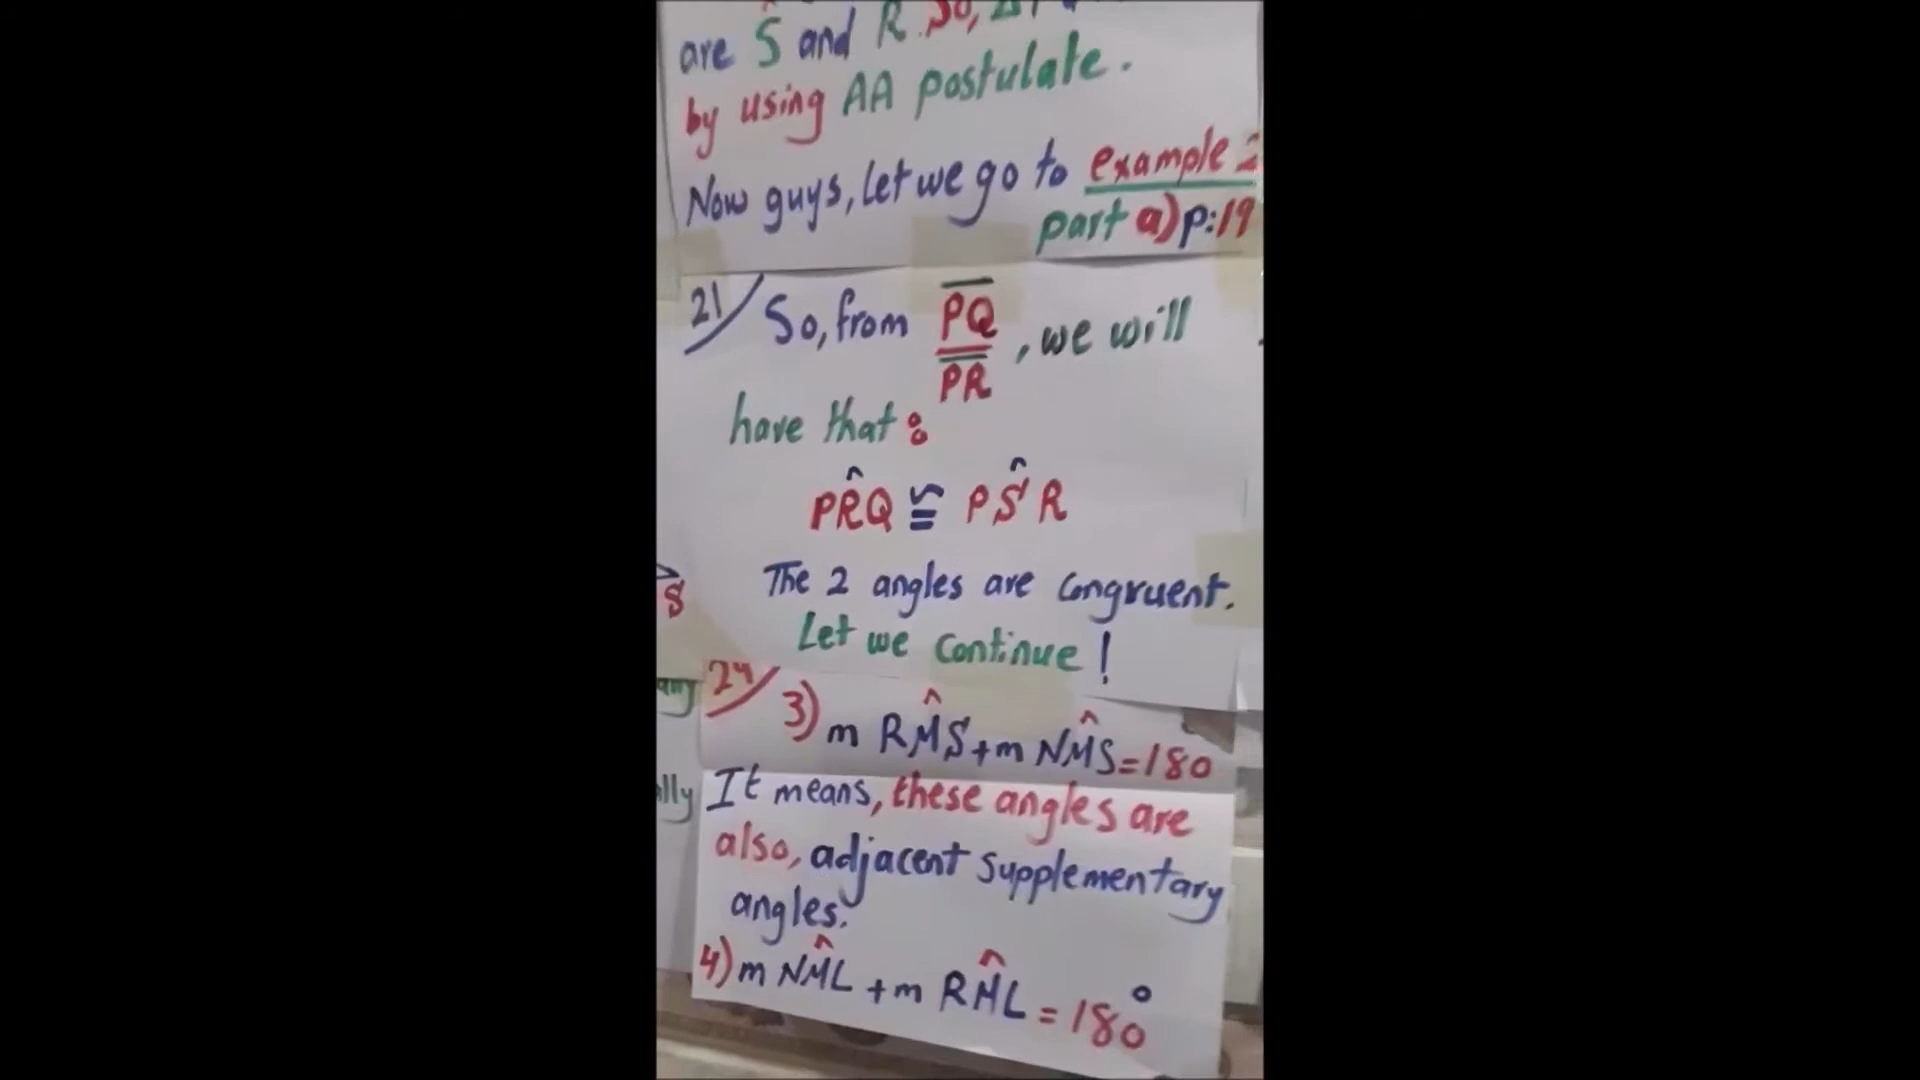 are Ŝ and R. So,
by using AA postulate.
Now guys, let we go to example 2
part a) p:19
21/ So, from PQ/PR, we will
have that:
PR̂Q ≅ PŜR
The 2 angles are congruent.
Let we continue!
24/ 3) m RM̂S + m NM̂S = 180
It means, these angles are
also, adjacent supplementary
angles.
4) m NM̂L + m RM̂L = 180°